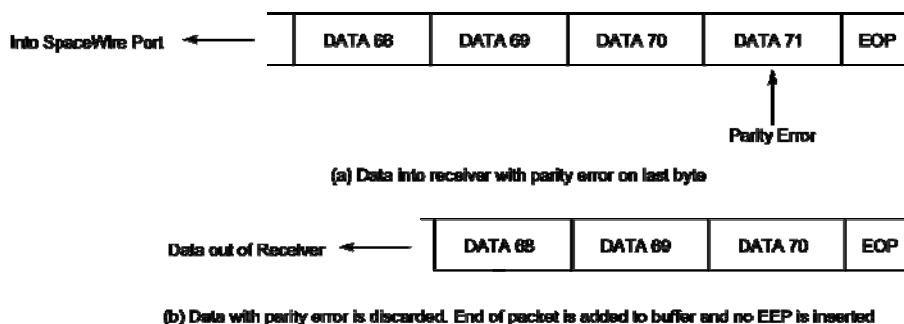 Into SpaceWire Port
DATA 68
DATA 69
DATA 70
DATA 71
EOP
Parity Error
(a) Data into receiver with parity error on last byte
Data out of Receiver
DATA 68
DATA 69
DATA 70
EOP
(b) Data with parity error is discarded. End of packet is added to buffer and no EEP is inserted